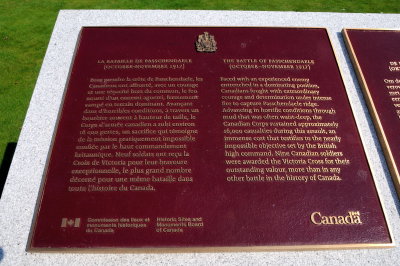 LA BATAILLE DE PASSCHENDAELE
(OCTOBRE-NOVEMBRE 1917)
Pour prendre la crête de Passchendaele, les
Canadiens ont affronté, avec un courage
et une
du combat, le feu
nourri d'un ennemi aguerri, fortement
campé en terrain dominant. Avançant
dans d'horribles conditions, à travers un
bourbier souvent à hauteur de taille, le
Corps d'armée canadien a subi environ
16 000 pertes, un sacrifice qui témoigne
de la mission pratiquement impossible
confiée par le haut commandement
britannique. Neuf soldats ont reçu la
Croix de Victoria pour leur bravoure
exceptionnelle, le plus grand nombre
décerné pour une même bataille dans
toute l'histoire du Canada.
THE BATTLE OF PASSCHENDAELE
(OCTOBER-NOVEMBER 1917)
Faced with an experienced enemy
entrenched in a dominating position,
Canadians fought with extraordinary
courage and determination under intense
fire to capture Passchendaele ridge.
Advancing in horrific conditions through
mud that was often waist-deep, the
Canadian Corps sustained approximately
16,000 casualties during this assault, an
immense cost that testifies to the nearly
impossible objective set by the British
high command. Nine Canadian soldiers
were awarded the Victoria Cross for their
outstanding valour, more than in any
other battle in the history of Canada.
Commission des lieux et
monuments historiques
du Canada
Historic Sites and
Monuments Board
of Canada
Canada